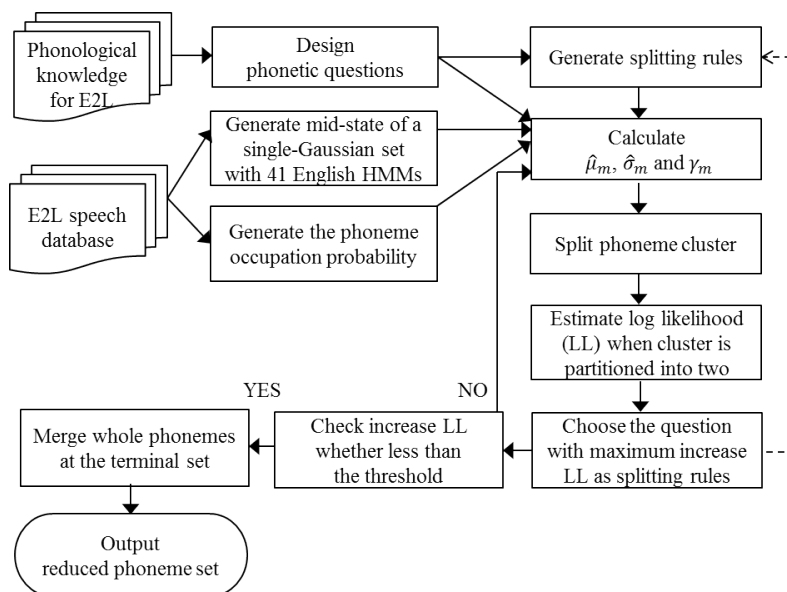 Phonological
knowledge
for E2L
Design
phonetic questions
Generate splitting rules
Generate mid-state of a
single-Gaussian set
with 41 English HMMs
Calculate
μ̂ₘ, σ̂ₘ and γₘ
E2L speech
database
Generate the phoneme
occupation probability
Split phoneme cluster
Estimate log likelihood
(LL) when cluster is
partitioned into two
YES
NO
Merge whole phonemes
at the terminal set
Check increase LL
whether less than
the threshold
Choose the question
with maximum increase
LL as splitting rules
Output
reduced phoneme set